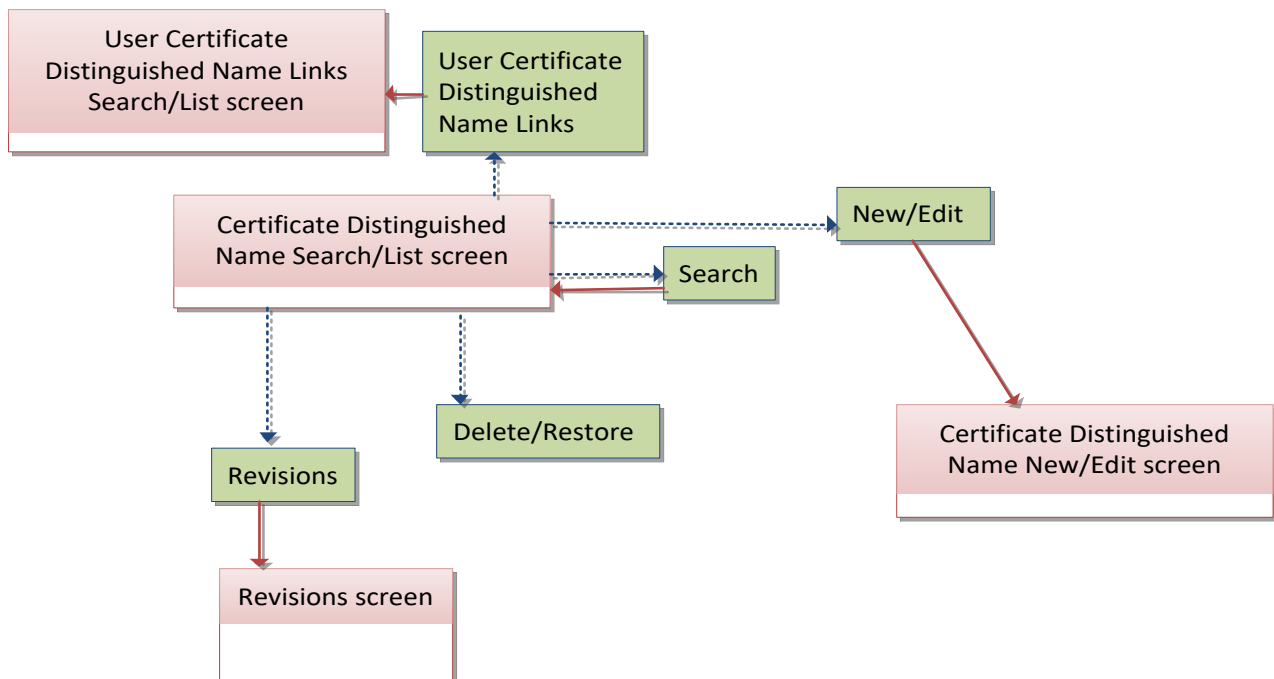 User Certificate
Distinguished Name Links
Search/List screen
User Certificate
Distinguished
Name Links
Certificate Distinguished
Name Search/List screen
New/Edit
Search
Delete/Restore
Certificate Distinguished
Name New/Edit screen
Revisions
Revisions screen